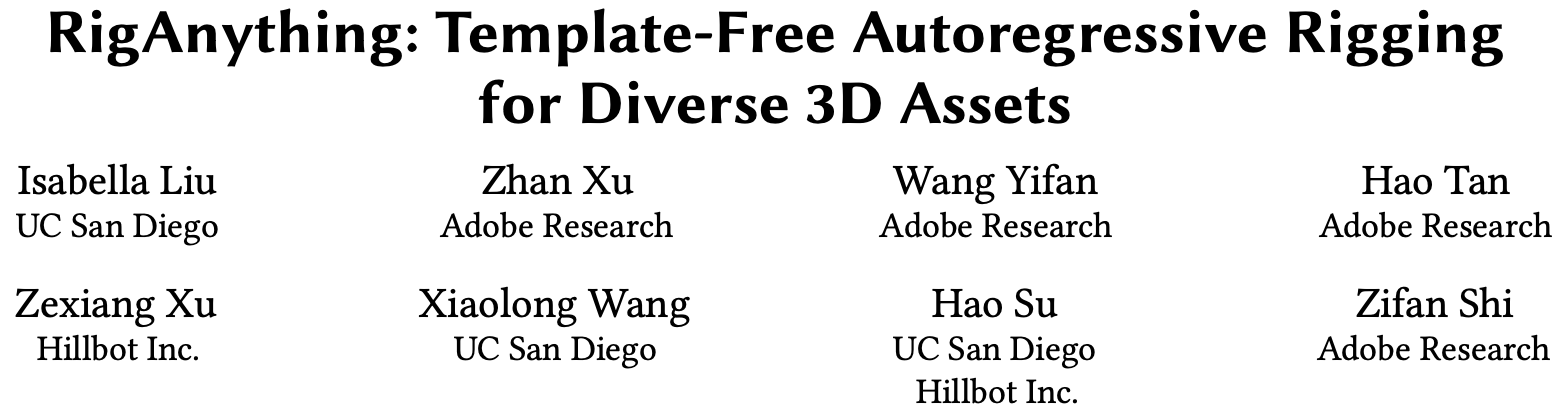 RigAnything: Template-Free Autoregressive Rigging
for Diverse 3D Assets
Isabella Liu
UC San Diego
Zhan Xu
Adobe Research
Wang Yifan
Adobe Research
Hao Tan
Adobe Research
Zexiang Xu
Hillbot Inc.
Xiaolong Wang
UC San Diego
Hao Su
UC San Diego
Hillbot Inc.
Zifan Shi
Adobe Research